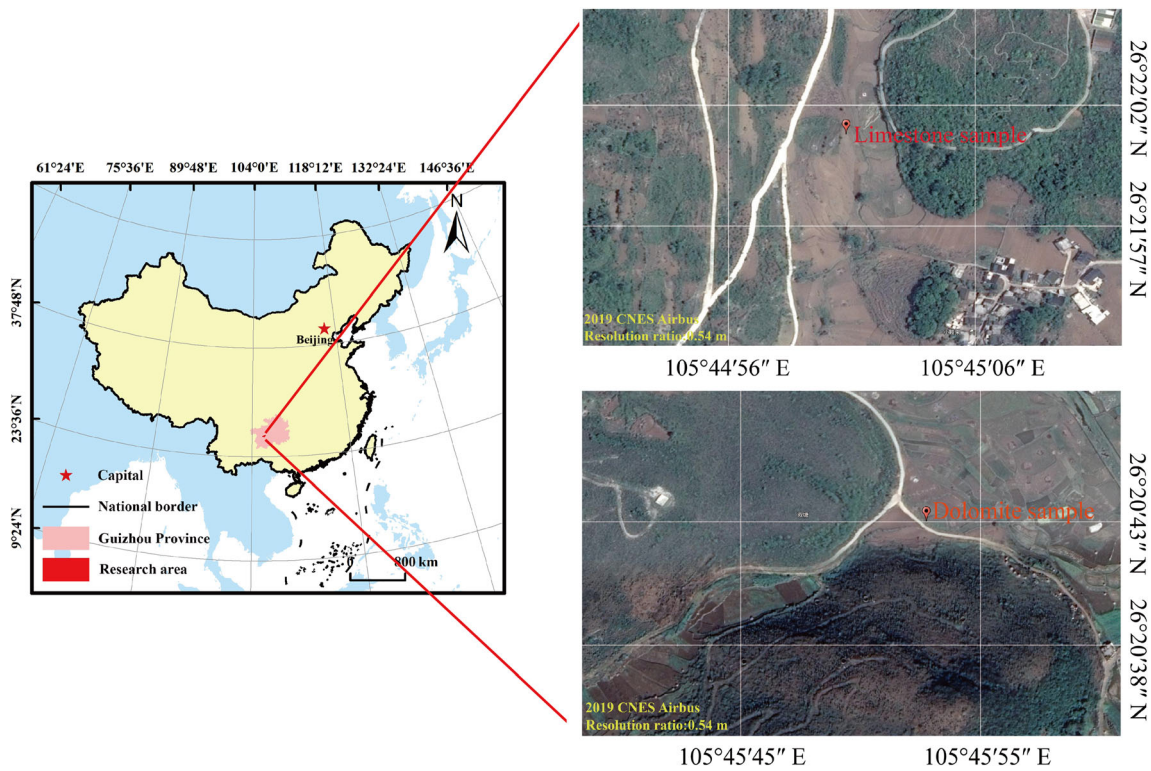 61°24'E 75°36'E 89°48'E 104°0'E 118°12'E 132°24'E 146°36'E
37°48'N
23°36'N
9°24'N
N
Beijing
Capital
National border
Guizhou Province
Research area
0 800 km
Limestone sample
2019 CNES Airbus
Resolution ratio:0.54 m
26°22′02″ N
26°21′57″ N
105°44′56″ E 105°45′06″ E
Dolomite sample
2019 CNES Airbus
Resolution ratio:0.54 m
26°20′43″ N
26°20′38″ N
105°45′45″ E 105°45′55″ E